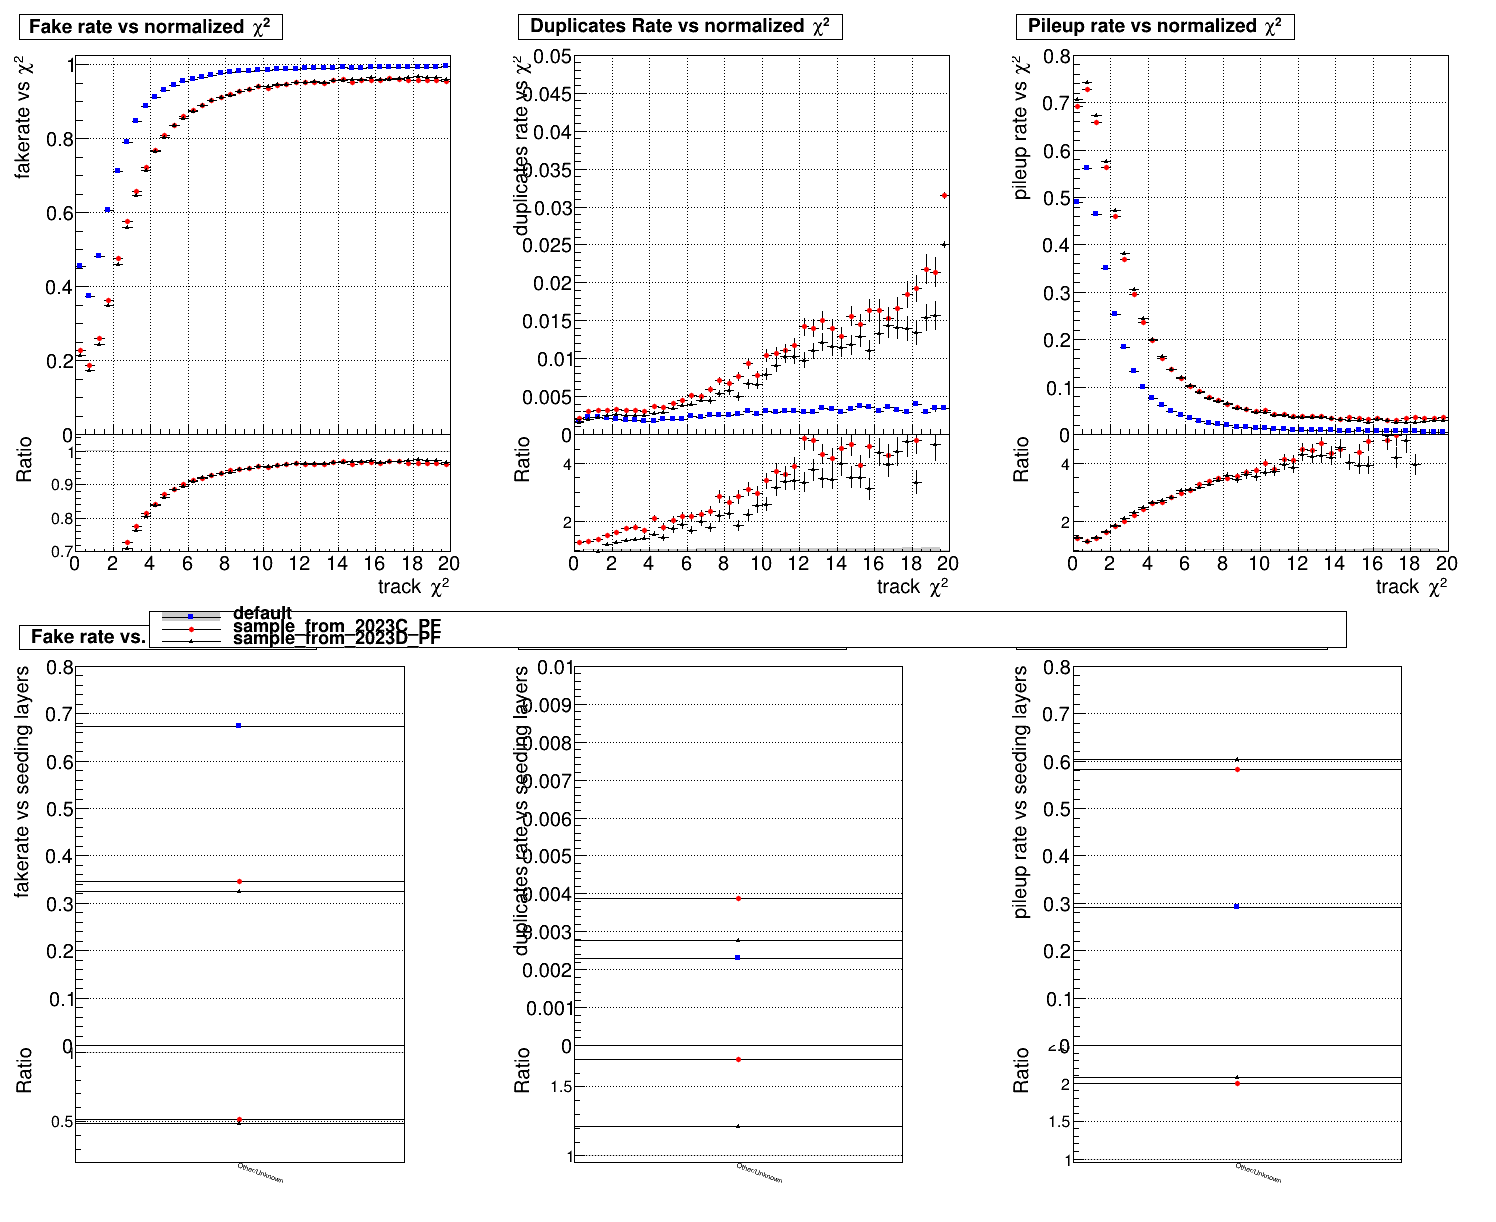 Fake rate vs normalized χ²
Duplicates Rate vs normalized χ²
Pileup rate vs normalized χ²
fakerate vs χ²
1
0.8
0.6
0.4
0.2
0
Ratio
1
0.9
0.8
0.7
0 2 4 6 8 10 12 14 16 18 20
track χ²
duplicates rate vs χ²
0.05
0.045
0.04
0.035
0.03
0.025
0.02
0.015
0.01
0.005
0
Ratio
4
2
0 2 4 6 8 10 12 14 16 18 20
track χ²
pileup rate vs χ²
0.8
0.7
0.6
0.5
0.4
0.3
0.2
0.1
0
Ratio
4
2
0 2 4 6 8 10 12 14 16 18 20
track χ²
default
sample_from_2023C_PF
sample_from_2023D_PF
Fake rate vs.
fakerate vs seeding layers
0.8
0.7
0.6
0.5
0.4
0.3
0.2
0.1
0
Ratio
1
0.5
Other/Unknown
duplicates rate vs seeding layers
0.01
0.009
0.008
0.007
0.006
0.005
0.004
0.003
0.002
0.001
0
Ratio
1.5
1
Other/Unknown
pileup rate vs seeding layers
0.8
0.7
0.6
0.5
0.4
0.3
0.2
0.1
0
Ratio
2
1.5
1
Other/Unknown